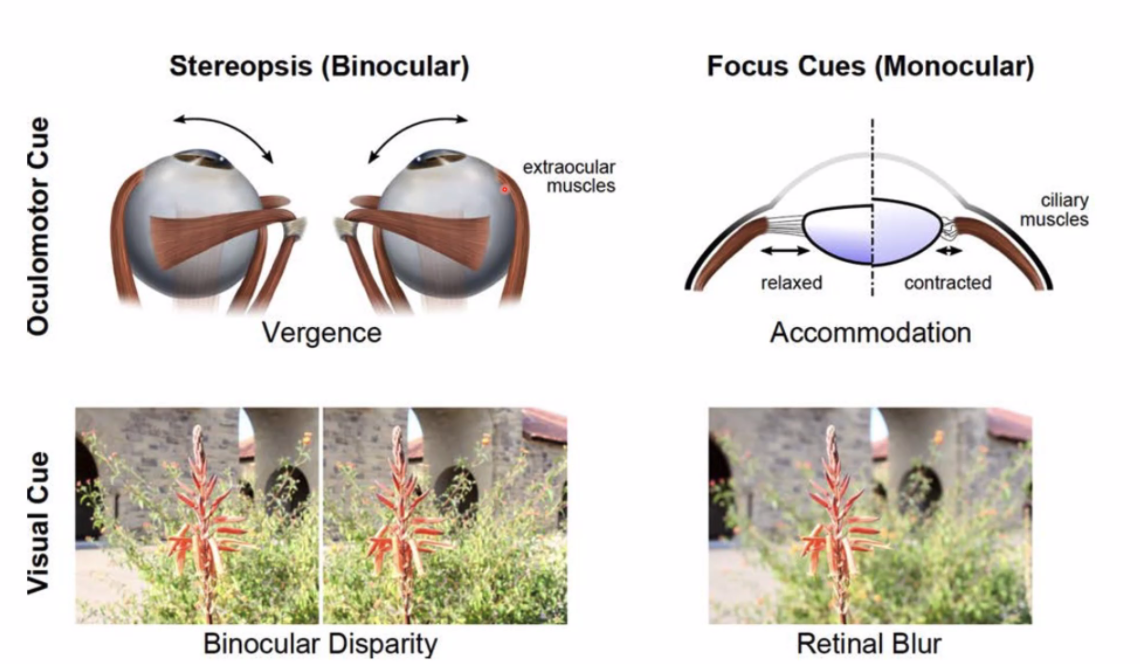 Stereopsis (Binocular)
Focus Cues (Monocular)
Oculomotor Cue
extraocular
muscles
ciliary
muscles
relaxed
contracted
Vergence
Accommodation
Visual Cue
Binocular Disparity
Retinal Blur